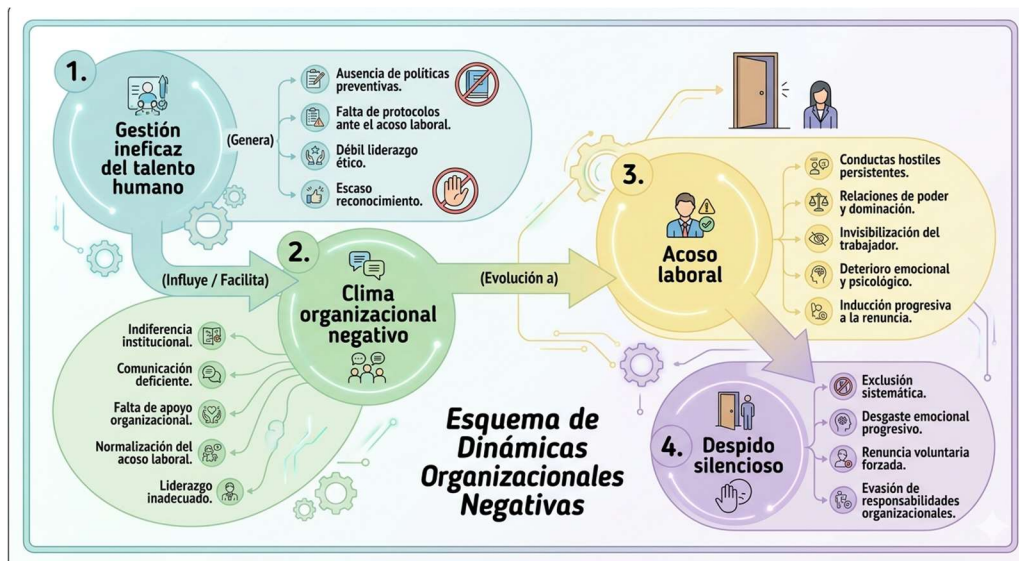 1.
Gestión
ineficaz
del talento
humano
(Genera)
Ausencia de políticas
preventivas.
Falta de protocolos
ante el acoso laboral.
Débil liderazgo
ético.
Escaso
reconocimiento.
(Influye / Facilita)
2.
Clima
organizacional
negativo
Indiferencia
institucional.
Comunicación
deficiente.
Falta de apoyo
organizacional.
Normalización del
acoso laboral.
Liderazgo
inadecuado.
(Evolución a)
3.
Acoso
laboral
Conductas hostiles
persistentes.
Relaciones de poder
y dominación.
Invisibilización del
trabajador.
Deterioro emocional
y psicológico.
Inducción progresiva
a la renuncia.
4.
Despido
silencioso
Exclusión
sistemática.
Desgaste emocional
progresivo.
Renuncia voluntaria
forzada.
Evasión de
responsabilidades
organizacionales.
Esquema de
Dinámicas
Organizacionales
Negativas